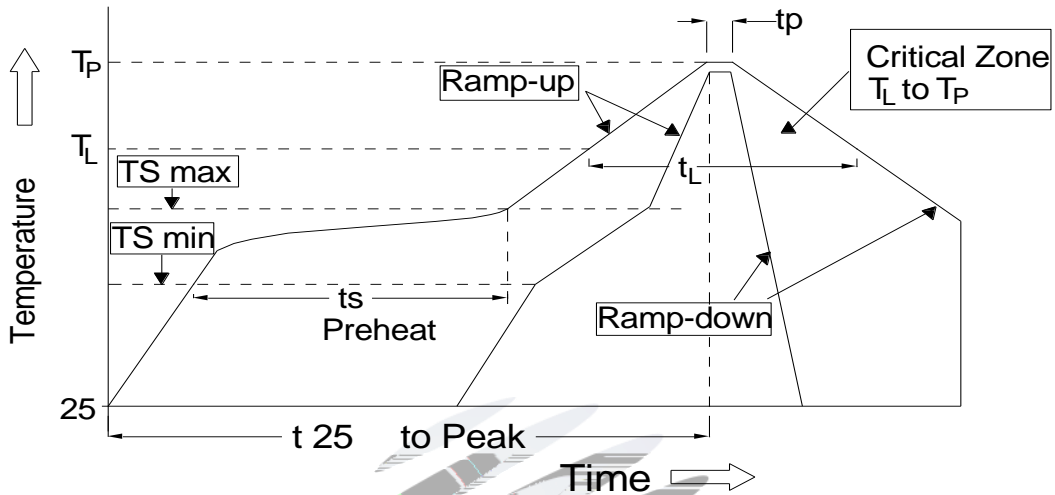 tp
TP
Ramp-up
Critical Zone
TL to TP
TL
TS max
tL
TS min
Temperature
ts
Preheat
Ramp-down
25
t 25 to Peak
Time